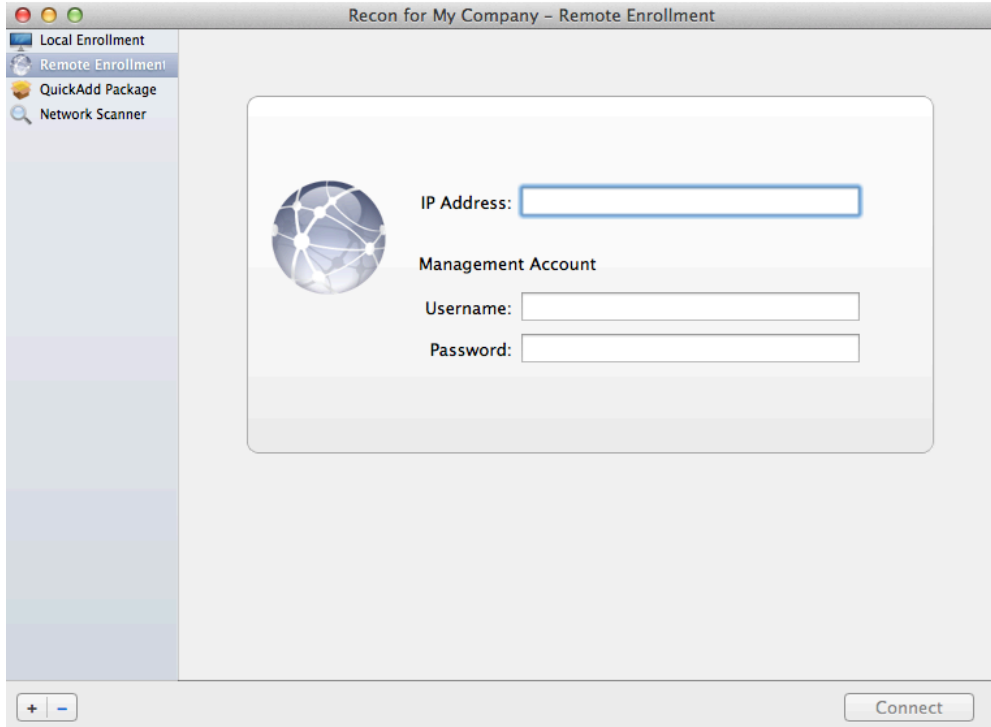 Recon for My Company – Remote Enrollment
Local Enrollment
Remote Enrollment
QuickAdd Package
Network Scanner
IP Address:
Management Account
Username:
Password:
+ –
Connect